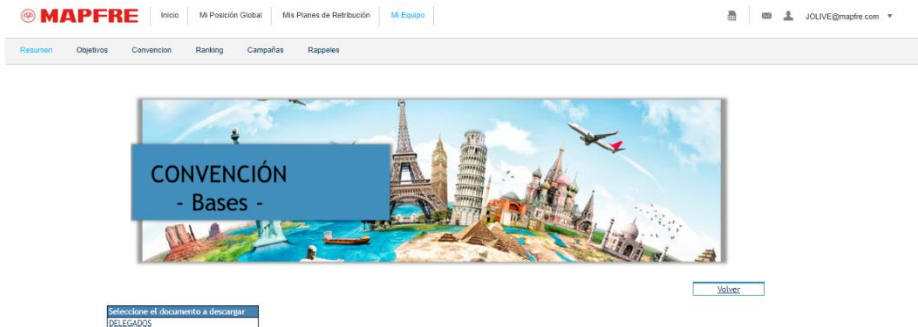 MAPFRE Inicio Mi Posición Global Mis Planes de Retribución Mi Equipo JOLIVE@mapfre.com
Resumen Objetivos Convencion Ranking Campañas Rappeles
CONVENCIÓN
- Bases -
Volver
Seleccione el documento a descargar
DELEGADOS